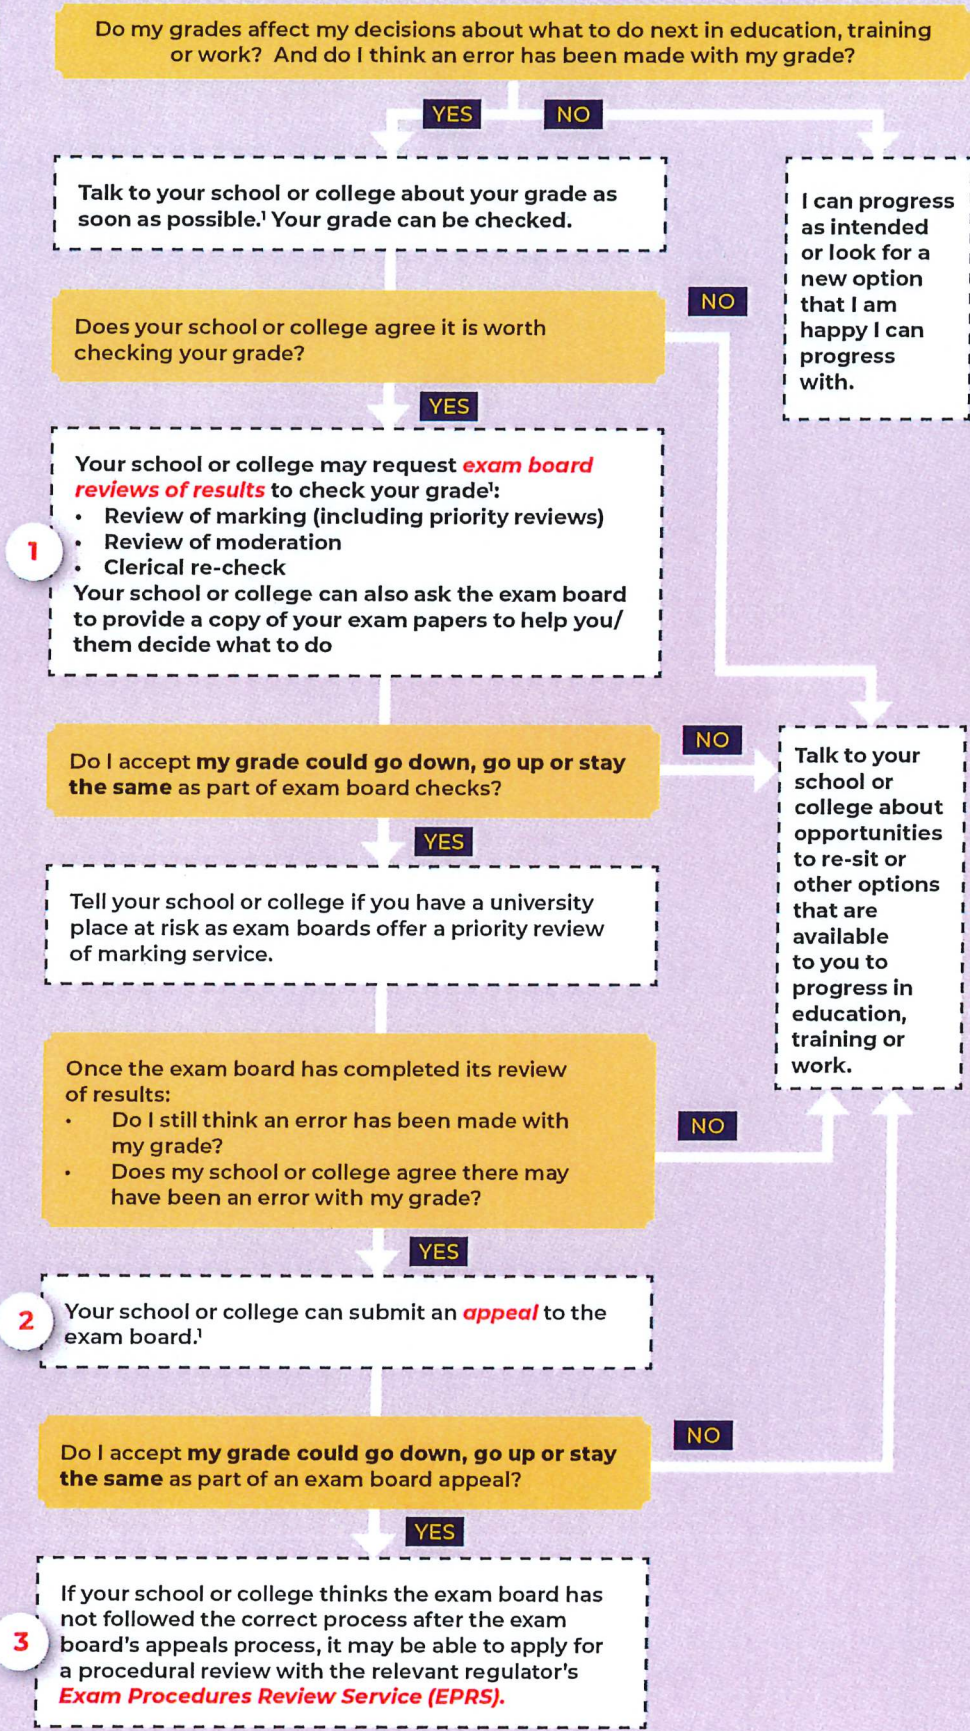 Do my grades affect my decisions about what to do next in education, training
or work? And do I think an error has been made with my grade?
YES
NO
Talk to your school or college about your grade as
soon as possible.¹ Your grade can be checked.
I can progress
as intended
or look for a
new option
that I am
happy I can
progress
with.
Does your school or college agree it is worth
checking your grade?
NO
YES
1
Your school or college may request exam board
reviews of results to check your grade¹:
• Review of marking (including priority reviews)
• Review of moderation
• Clerical re-check
Your school or college can also ask the exam board
to provide a copy of your exam papers to help you/
them decide what to do
Do I accept my grade could go down, go up or stay
the same as part of exam board checks?
NO
YES
Talk to your
school or
college about
opportunities
to re-sit or
other options
that are
available
to you to
progress in
education,
training or
work.
Tell your school or college if you have a university
place at risk as exam boards offer a priority review
of marking service.
Once the exam board has completed its review
of results:
• Do I still think an error has been made with
my grade?
• Does my school or college agree there may
have been an error with my grade?
NO
YES
2
Your school or college can submit an appeal to the
exam board.¹
Do I accept my grade could go down, go up or stay
the same as part of an exam board appeal?
NO
YES
3
If your school or college thinks the exam board has
not followed the correct process after the exam
board's appeals process, it may be able to apply for
a procedural review with the relevant regulator's
Exam Procedures Review Service (EPRS).